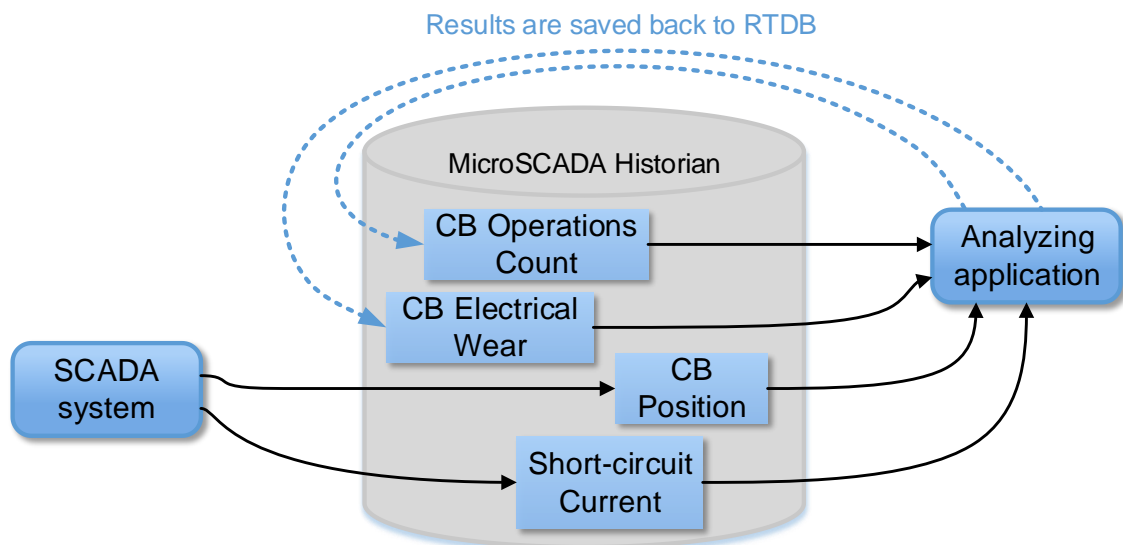 Results are saved back to RTDB
MicroSCADA Historian
CB Operations
Count
Analyzing
application
CB Electrical
Wear
SCADA
system
CB
Position
Short-circuit
Current